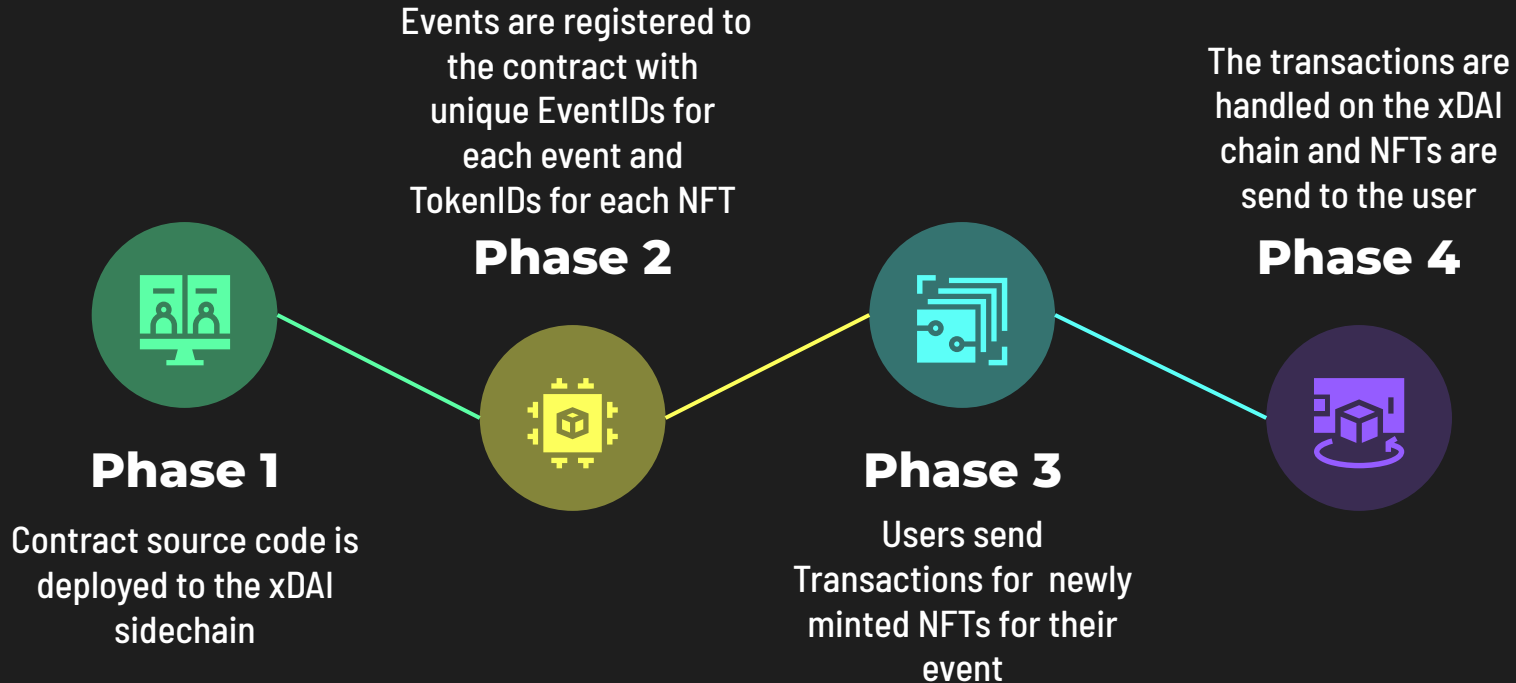 Phase 1
Contract source code is
deployed to the xDAI
sidechain
Events are registered to
the contract with
unique EventIDs for
each event and
TokenIDs for each NFT
Phase 2
Phase 3
Users send
Transactions for newly
minted NFTs for their
event
The transactions are
handled on the xDAI
chain and NFTs are
send to the user
Phase 4